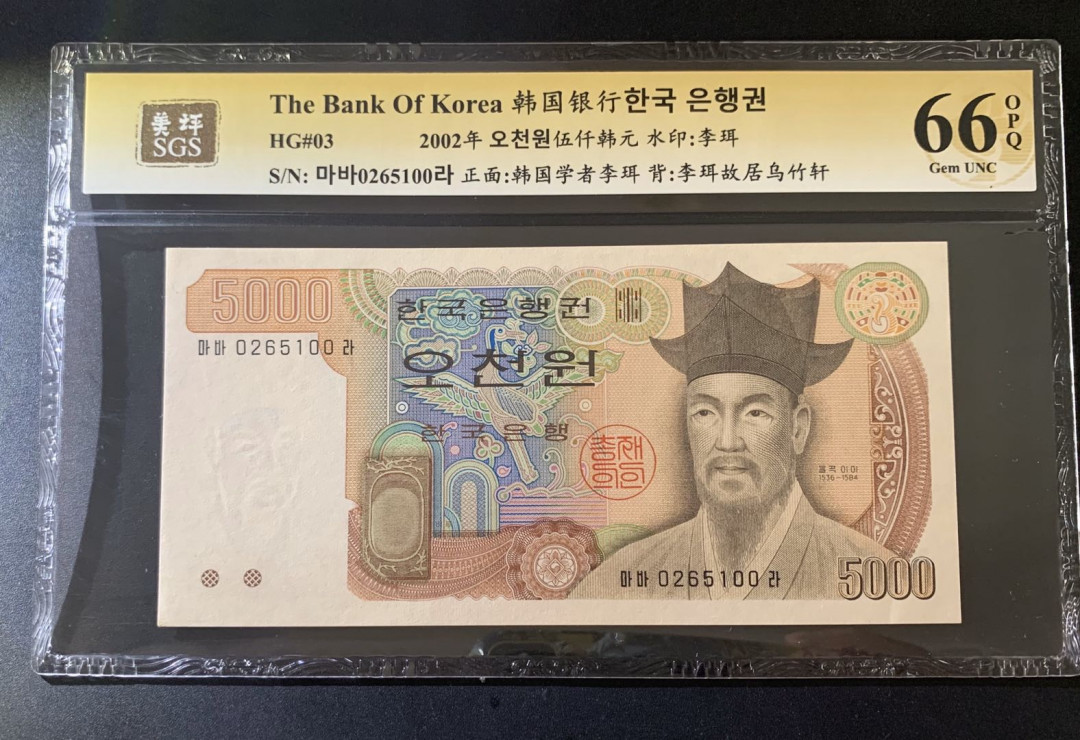 美评
SGS
The Bank Of Korea 韩国银行한국 은행권
HG#03 2002年 오천원伍仟韩元 水印:李珥
S/N: 마바0265100라 正面:韩国学者李珥 背:李珥故居乌竹轩
66
OPQ
Gem UNC
5000
한국은행권
마바 0265100 라
오천원
한국은행
총재의인
율곡 이이
1536-1584
마바 0265100 라
5000